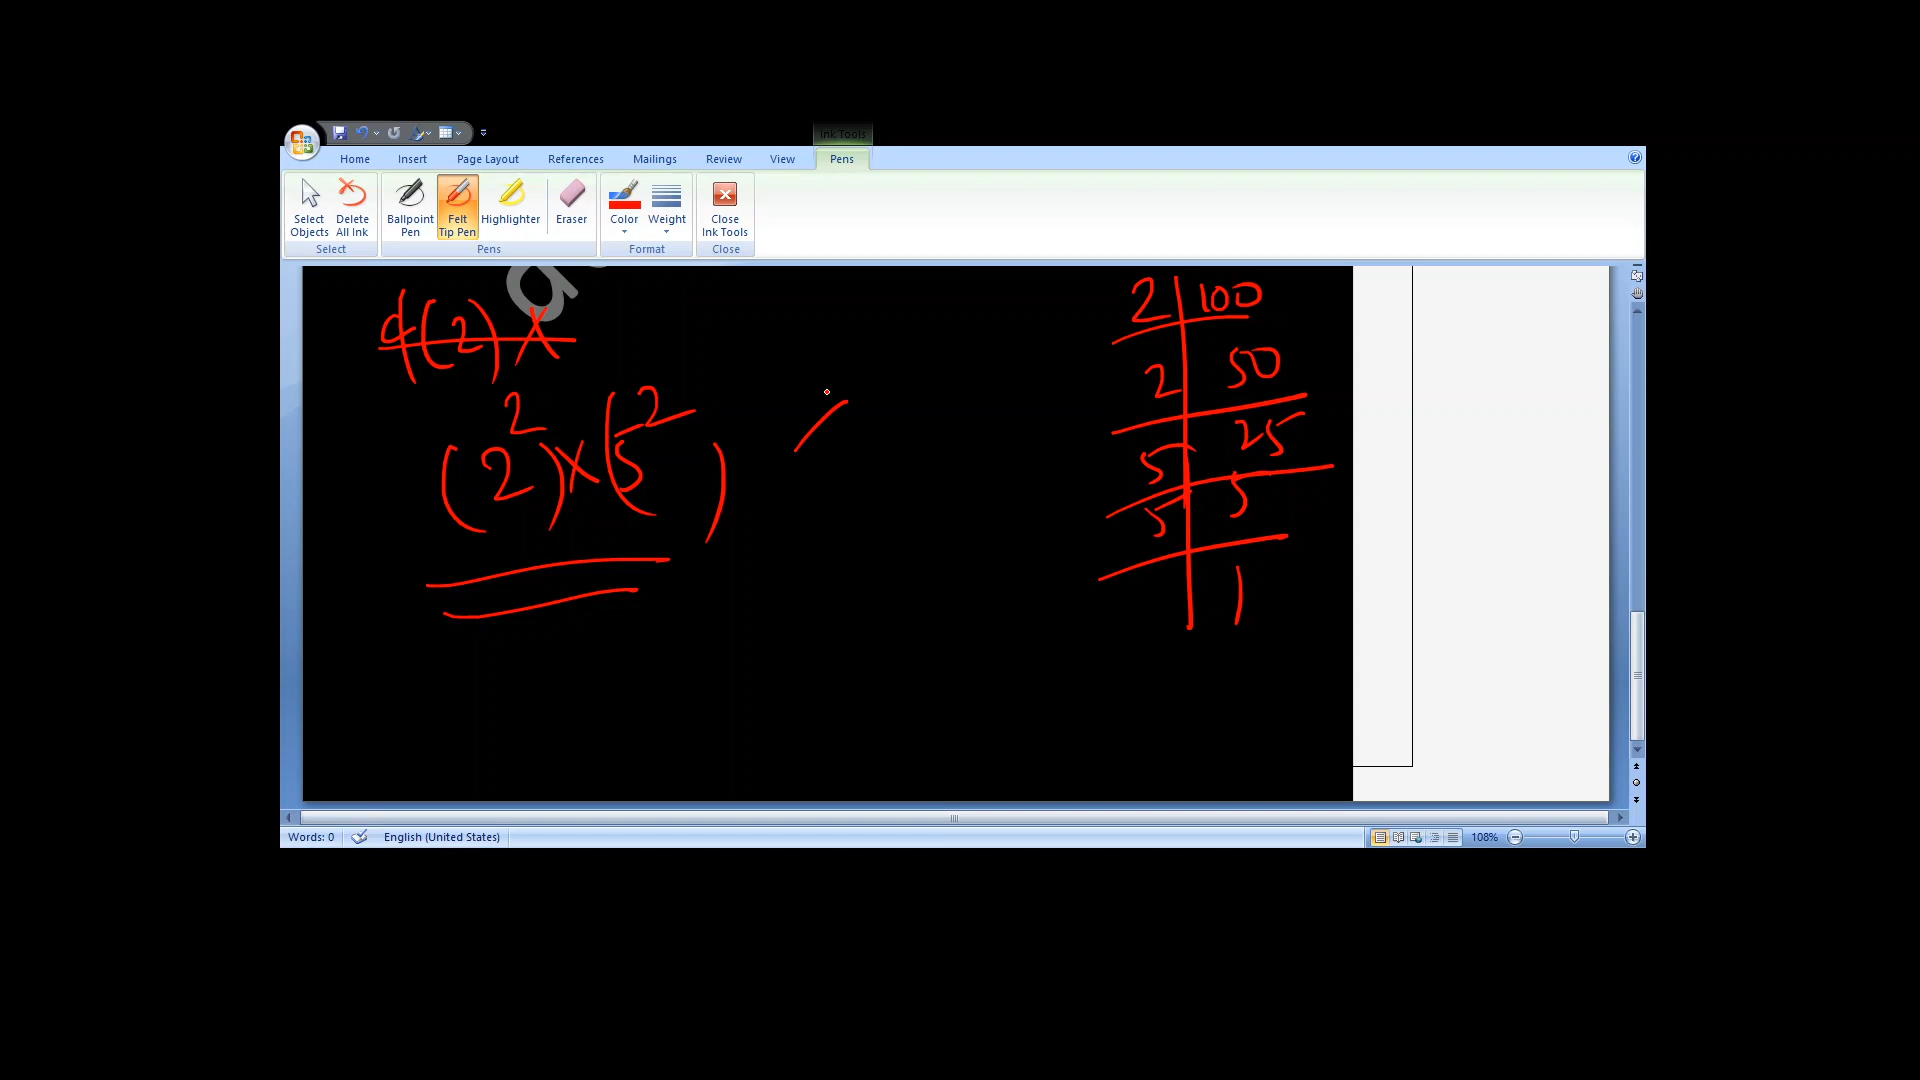 Ink Tools
Home Insert Page Layout References Mailings Review View Pens
Select Objects Delete All Ink Ballpoint Pen Felt Tip Pen Highlighter Eraser Color Weight Close Ink Tools
Select Pens Format Close
(2) X
(2²)X(5²)
2 | 100
2 | 50
5 | 25
5 | 5
1
Words: 0 English (United States) 108%